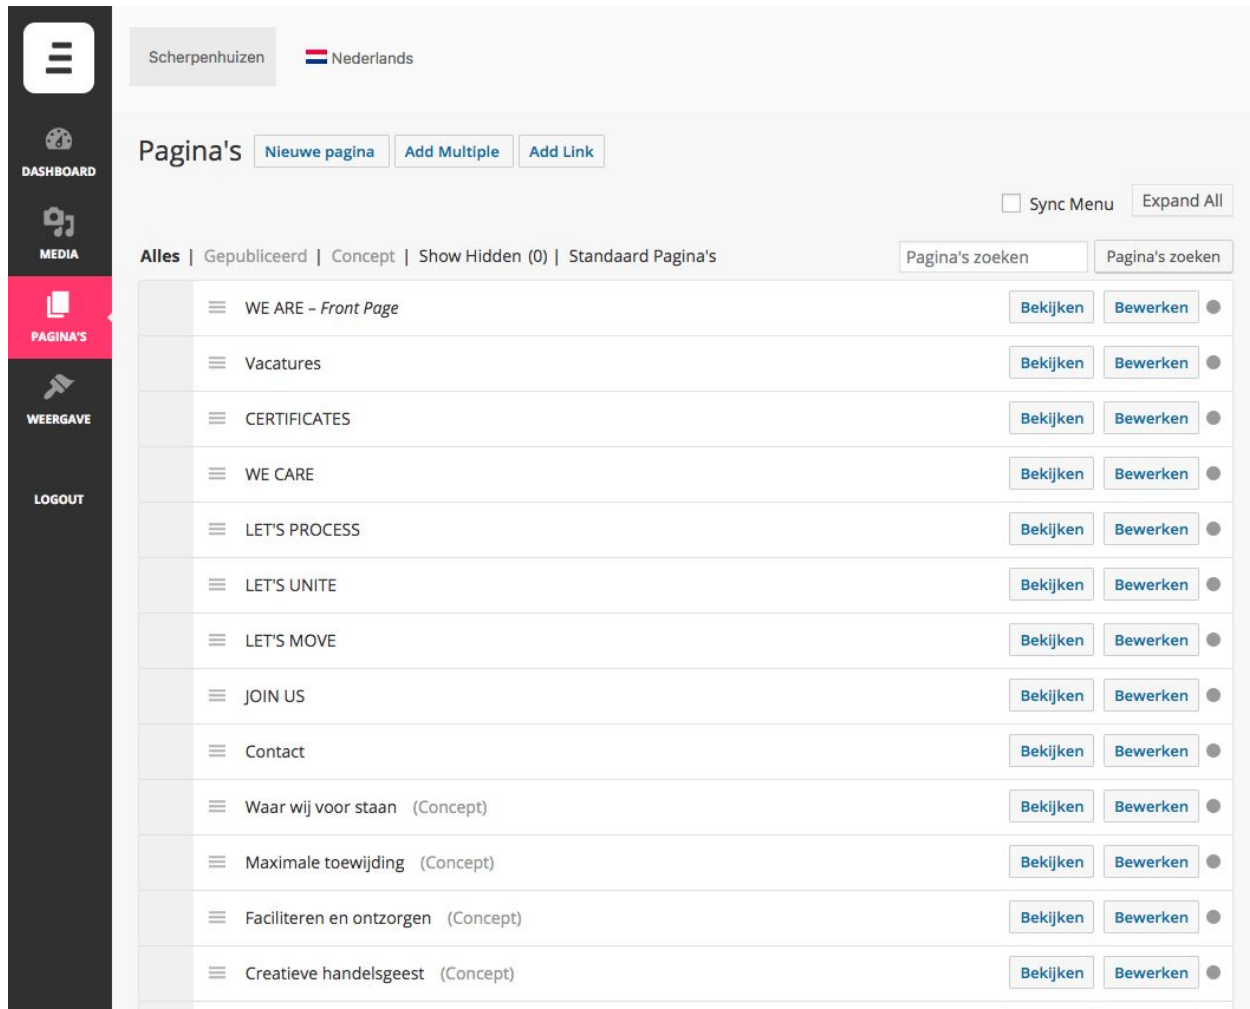 Scherpenhuizen Nederlands
DASHBOARD
MEDIA
PAGINA'S
WEERGAVE
LOGOUT
Pagina's Nieuwe pagina Add Multiple Add Link
Sync Menu Expand All
Alles | Gepubliceerd | Concept | Show Hidden (0) | Standaard Pagina's Pagina's zoeken Pagina's zoeken
WE ARE – Front Page Bekijken Bewerken
Vacatures Bekijken Bewerken
CERTIFICATES Bekijken Bewerken
WE CARE Bekijken Bewerken
LET'S PROCESS Bekijken Bewerken
LET'S UNITE Bekijken Bewerken
LET'S MOVE Bekijken Bewerken
JOIN US Bekijken Bewerken
Contact Bekijken Bewerken
Waar wij voor staan (Concept) Bekijken Bewerken
Maximale toewijding (Concept) Bekijken Bewerken
Faciliteren en ontzorgen (Concept) Bekijken Bewerken
Creatieve handelsgeest (Concept) Bekijken Bewerken